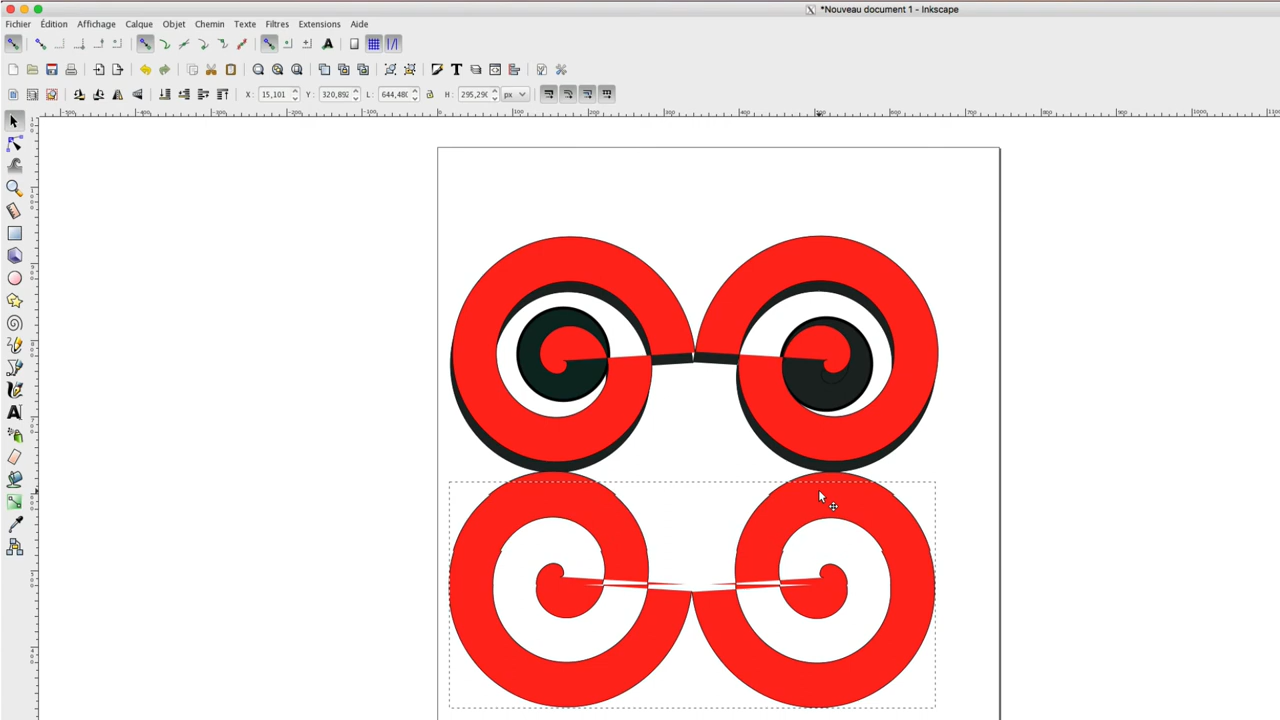 *Nouveau document 1 - Inkscape
Fichier Édition Affichage Calque Objet Chemin Texte Filtres Extensions Aide
X: 15,101 Y: 320,892 L: 644,480 H: 295,290 px